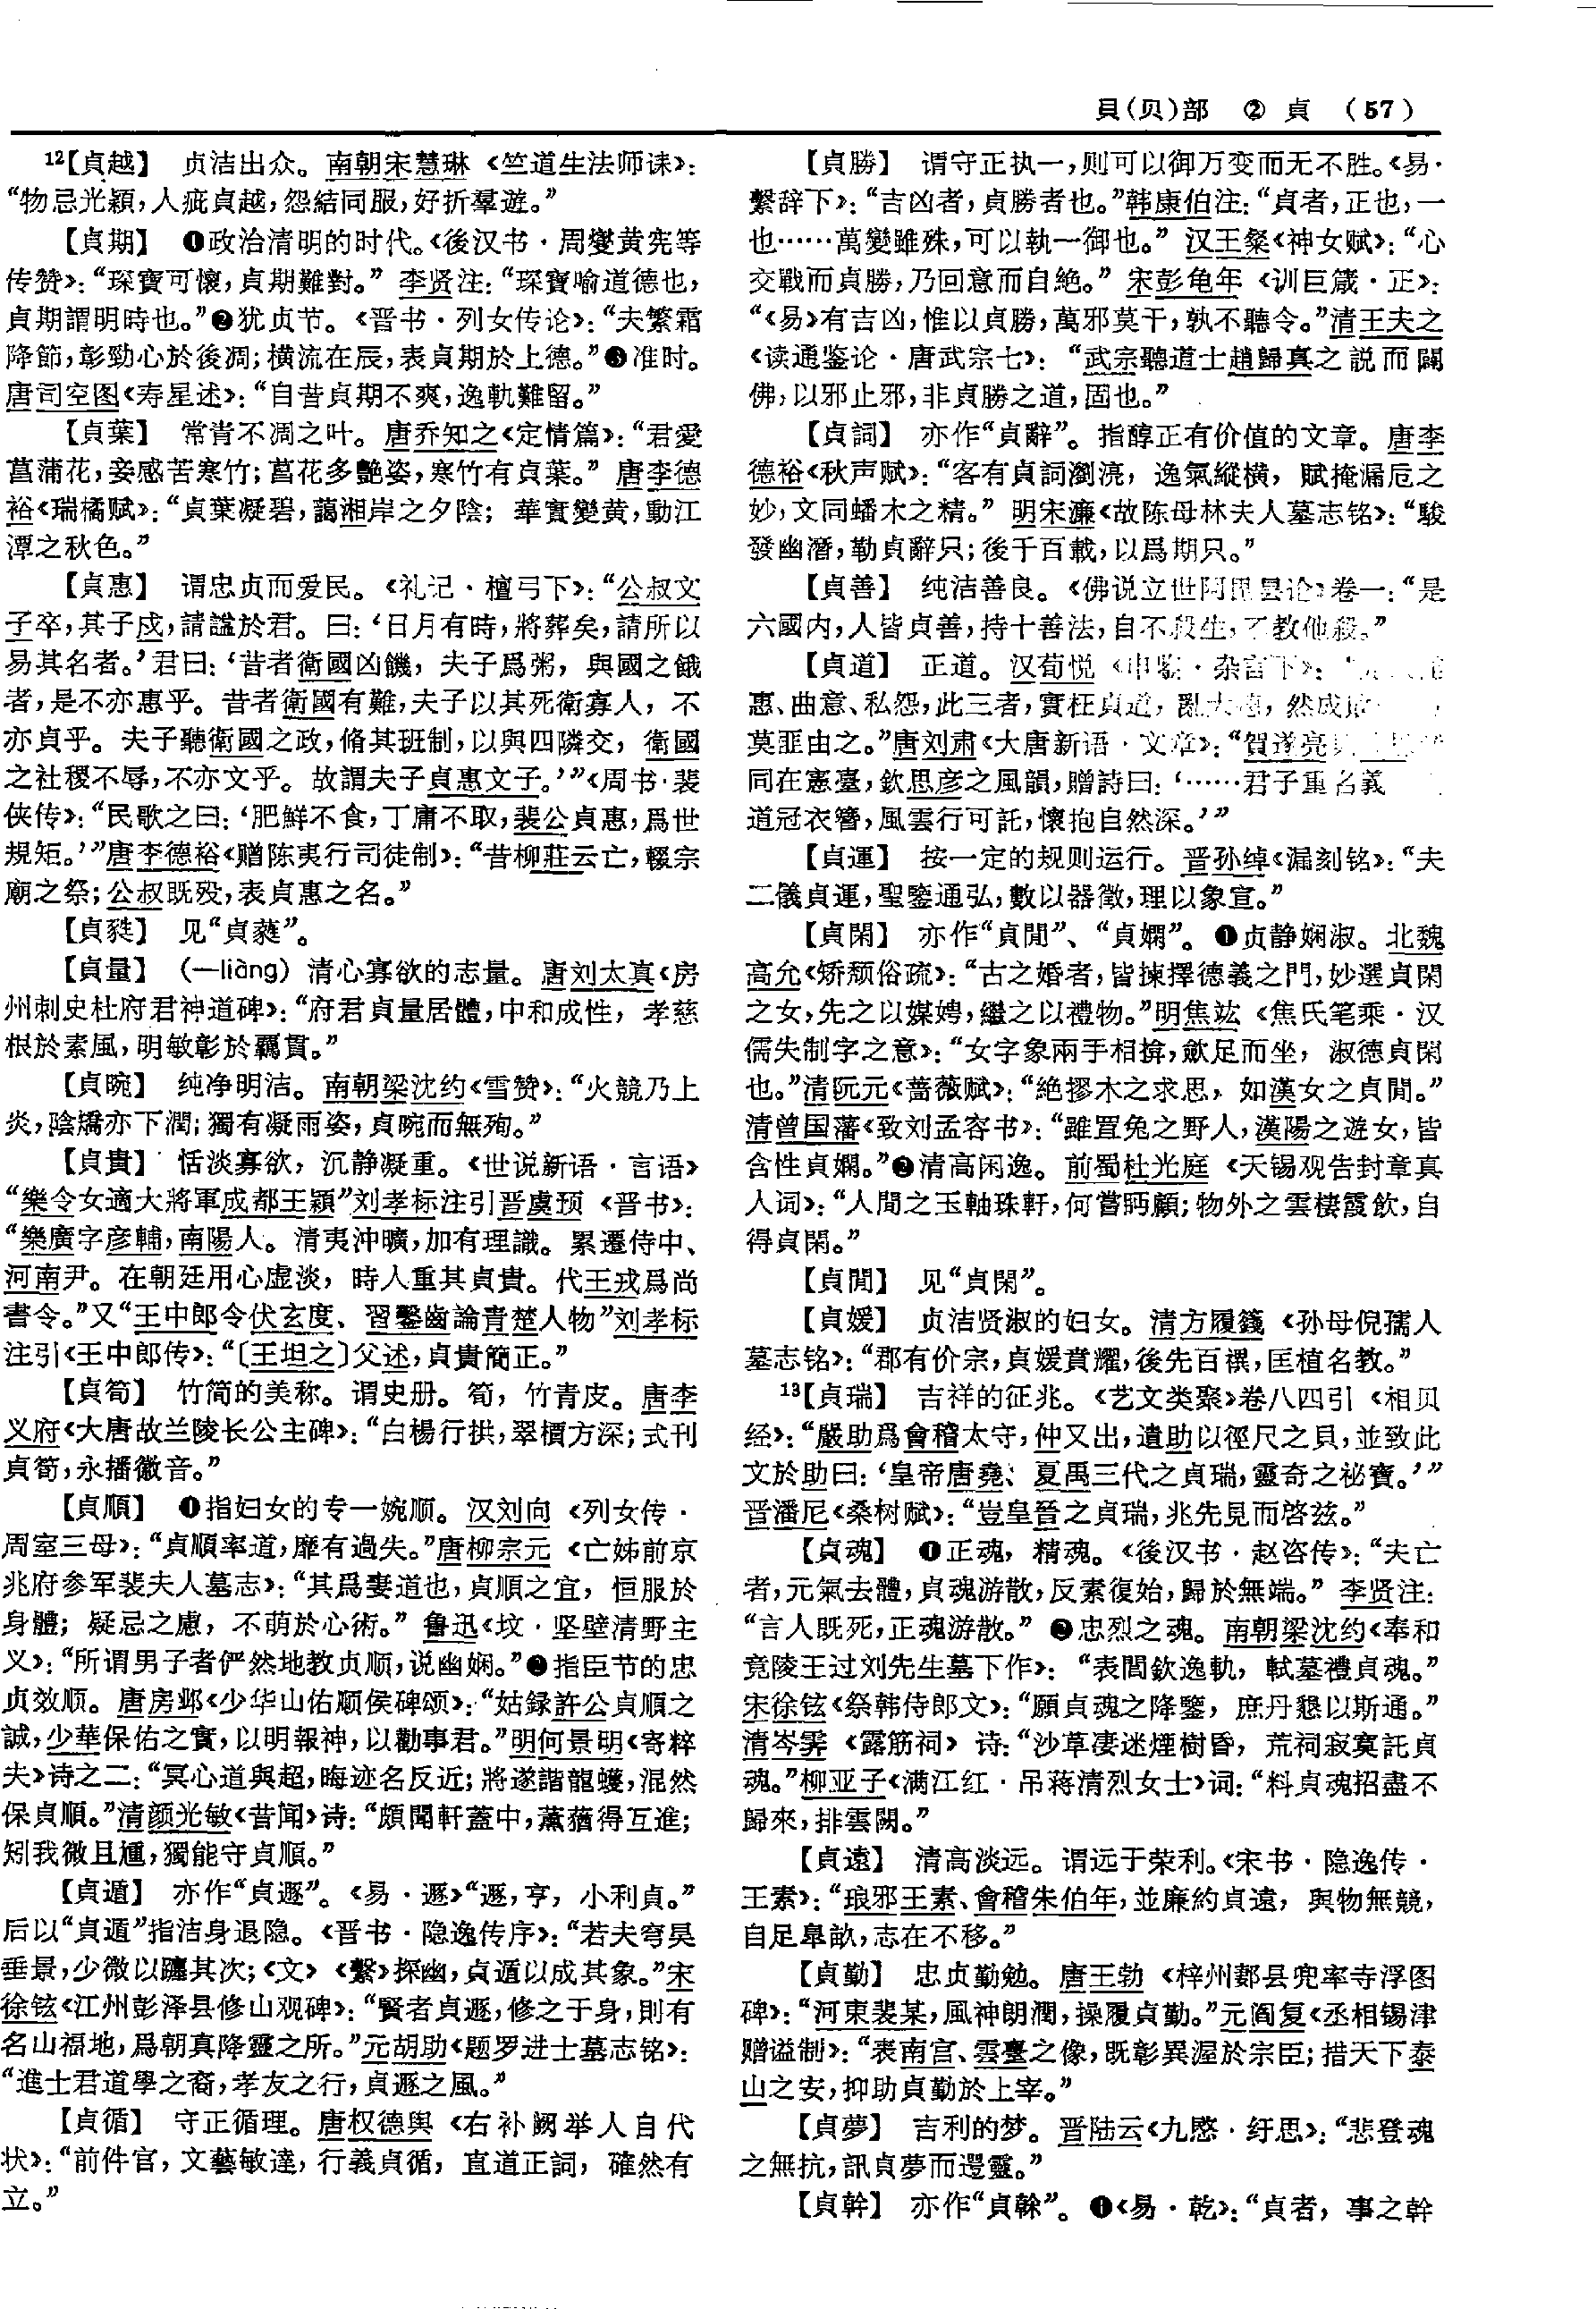 貝(贝)部 ② 貞 (57)
12【貞越】 贞洁出众。南朝宋慧琳《竺道生法师诔》：
“物忌光穎，人疵貞越，怨結同服，好折羣遊。”
【貞期】 ❶政治清明的时代。《後汉书·周燮黄宪等
传赞》：“琛寶可懷，貞期難對。” 李贤注：“琛寶喻道德也，
貞期謂明時也。”❷犹贞节。《晋书·列女传论》：“夫繁霜
降節，彰勁心於後凋；横流在辰，表貞期於上德。”❸准时。
唐司空图《寿星述》：“自昔貞期不爽，逸軌難留。”
【貞葉】 常青不凋之叶。唐乔知之《定情篇》：“君愛
菖蒲花，妾感苦寒竹；菖花多艷姿，寒竹有貞葉。” 唐李德
裕《瑞橘赋》：“貞葉凝碧，藹湘岸之夕陰； 華實變黄，動江
潭之秋色。”
【貞惠】 谓忠贞而爱民。《礼记·檀弓下》：“公叔文
子卒，其子戍，請諡於君。曰：‘日月有時，將葬矣，請所以
易其名者。’君曰：‘昔者衛國凶饑，夫子爲粥，與國之餓
者，是不亦惠乎。昔者衛國有難，夫子以其死衛寡人，不
亦貞乎。夫子聽衛國之政，脩其班制，以與四隣交，衛國
之社稷不辱，不亦文乎。故謂夫子貞惠文子。’”《周书·裴
侠传》：“民歌之曰：‘肥鮮不食，丁庸不取，裴公貞惠，爲世
規矩。’”唐李德裕《赠陈夷行司徒制》：“昔柳莊云亡，輟宗
廟之祭；公叔既殁，表貞惠之名。”
【貞甤】 见“貞蕤”。
【貞量】 （—liàng）清心寡欲的志量。唐刘太真《房
州刺史杜府君神道碑》：“府君貞量居體，中和成性，孝慈
根於素風，明敏彰於羈貫。”
【貞晼】 纯净明洁。南朝梁沈约《雪赞》：“火競乃上
炎，陰矯亦下潤；獨有凝雨姿，貞晼而無殉。”
【貞貴】 恬淡寡欲，沉静凝重。《世说新语·言语》
“樂令女適大將軍成都王穎”刘孝标注引晋虞预《晋书》：
“樂廣字彦輔，南陽人。清夷沖曠，加有理識。累遷侍中、
河南尹。在朝廷用心虚淡，時人重其貞貴。代王戎爲尚
書令。”又“王中郎令伏玄度、習鑿齒論青楚人物”刘孝标
注引《王中郎传》：“〔王坦之〕父述，貞貴簡正。”
【貞筍】 竹简的美称。谓史册。筍，竹青皮。唐李
义府《大唐故兰陵长公主碑》：“白楊行拱，翠檟方深；式刊
貞筍，永播徽音。”
【貞順】 ❶指妇女的专一婉顺。汉刘向《列女传·
周室三母》：“貞順率道，靡有過失。”唐柳宗元《亡姊前京
兆府参军裴夫人墓志》：“其爲妻道也，貞順之宜，恒服於
身體；疑忌之慮，不萌於心術。” 鲁迅《坟·坚壁清野主
义》：“所谓男子者俨然地教贞顺，说幽娴。”❷指臣节的忠
贞效顺。唐房邺《少华山佑顺侯碑颂》：“姑録許公貞順之
誠，少華保佑之實，以明報神，以勸事君。”明何景明《寄粹
夫》诗之二：“冥心道與超，晦迹名反近；將遂諧龍蠖，混然
保貞順。”清颜光敏《昔闻》诗：“頗聞軒蓋中，薰蕕得互進；
矧我微且尰，獨能守貞順。”
【貞遁】 亦作“貞遯”。《易·遯》“遯，亨，小利貞。”
后以“貞遁”指洁身退隐。《晋书·隐逸传序》：“若夫穹昊
垂景，少微以躔其次；《文》《繫》探幽，貞遁以成其象。”宋
徐铉《江州彭泽县修山观碑》：“賢者貞遯，修之于身，則有
名山福地，爲朝真降靈之所。”元胡助《题罗进士墓志铭》：
“進士君道學之裔，孝友之行，貞遯之風。”
【貞循】 守正循理。唐权德舆《右补阙举人自代
状》：“前件官，文藝敏達，行義貞循，直道正詞，確然有
立。”
【貞勝】 谓守正执一，则可以御万变而无不胜。《易·
繫辞下》：“吉凶者，貞勝者也。”韩康伯注：“貞者，正也，一
也……萬變雖殊，可以執一御也。” 汉王粲《神女赋》：“心
交戰而貞勝，乃回意而自絶。” 宋彭龟年《训巨箴·正》：
“《易》有吉凶，惟以貞勝，萬邪莫干，孰不聽令。”清王夫之
《读通鉴论·唐武宗七》：“武宗聽道士趙歸真之説而闢
佛，以邪止邪，非貞勝之道，固也。”
【貞詞】 亦作“貞辭”。指醇正有价值的文章。唐李
德裕《秋声赋》：“客有貞詞瀏湸，逸氣縱横，賦掩漏卮之
妙，文同蟠木之精。” 明宋濂《故陈母林夫人墓志铭》：“駿
發幽潛，勒貞辭只；後千百載，以爲期只。”
【貞善】 纯洁善良。《佛说立世阿毘昙论》卷一：“是
六國内，人皆貞善，持十善法，自不殺生，不教他殺。”
【貞道】 正道。汉荀悦《申鉴·杂言下》：
惠、曲意、私怨，此三者，實枉貞道，亂大德，然成
莫匪由之。”唐刘肃《大唐新语·文章》：“賀遂亮
同在憲臺，欽思彦之風韻，贈詩曰：‘……君子重名義
道冠衣簪，風雲行可託，懷抱自然深。’”
【貞運】 按一定的规则运行。晋孙绰《漏刻铭》：“夫
二儀貞運，聖鑒通弘，數以器徵，理以象宣。”
【貞閑】 亦作“貞閒”、“貞嫻”。❶贞静娴淑。北魏
高允《矫颓俗疏》：“古之婚者，皆揀擇德義之門，妙選貞閑
之女，先之以媒娉，繼之以禮物。”明焦竑《焦氏笔乘·汉
儒失制字之意》：“女字象兩手相揜，歛足而坐，淑德貞閑
也。”清阮元《蔷薇赋》：“絶摎木之求思，如漢女之貞閒。”
清曾国藩《致刘孟容书》：“雖罝兔之野人，漢陽之遊女，皆
含性貞嫻。”❷清高闲逸。前蜀杜光庭《天锡观告封章真
人词》：“人間之玉軸珠軒，何嘗眄顧；物外之雲棲霞飲，自
得貞閑。”
【貞閒】 见“貞閑”。
【貞媛】 贞洁贤淑的妇女。清方履籛《孙母倪孺人
墓志铭》：“郡有价宗，貞媛賁耀，後先百禩，匡植名教。”
13【貞瑞】 吉祥的征兆。《艺文类聚》卷八四引《相贝
经》：“嚴助爲會稽太守，仲又出，遺助以徑尺之貝，並致此
文於助曰：‘皇帝唐堯、夏禹三代之貞瑞，靈奇之祕寶。’”
晋潘尼《桑树赋》：“豈皇晉之貞瑞，兆先見而啓兹。”
【貞魂】 ❶正魂，精魂。《後汉书·赵咨传》：“夫亡
者，元氣去體，貞魂游散，反素復始，歸於無端。” 李贤注：
“言人既死，正魂游散。” ❷忠烈之魂。南朝梁沈约《奉和
竟陵王过刘先生墓下作》：“表閭欽逸軌，軾墓禮貞魂。”
宋徐铉《祭韩侍郎文》：“願貞魂之降鑒，庶丹懇以斯通。”
清岑霁《露筋祠》诗：“沙草凄迷煙樹昏，荒祠寂寞託貞
魂。”柳亚子《满江红·吊蒋清烈女士》词：“料貞魂招盡不
歸來，排雲闕。”
【貞遠】 清高淡远。谓远于荣利。《宋书·隐逸传·
王素》：“琅邪王素、會稽朱伯年，並廉約貞遠，與物無競，
自足皐畝，志在不移。”
【貞勤】 忠贞勤勉。唐王勃《梓州郪县兜率寺浮图
碑》：“河東裴某，風神朗潤，操履貞勤。”元阎复《丞相锡津
赠谥制》：“表南宫、雲臺之像，既彰異渥於宗臣；措天下泰
山之安，抑助貞勤於上宰。”
【貞夢】 吉利的梦。晋陆云《九愍·纡思》：“悲登魂
之無抗，訊貞夢而遻靈。”
【貞幹】 亦作“貞榦”。❶《易·乾》：“貞者，事之幹